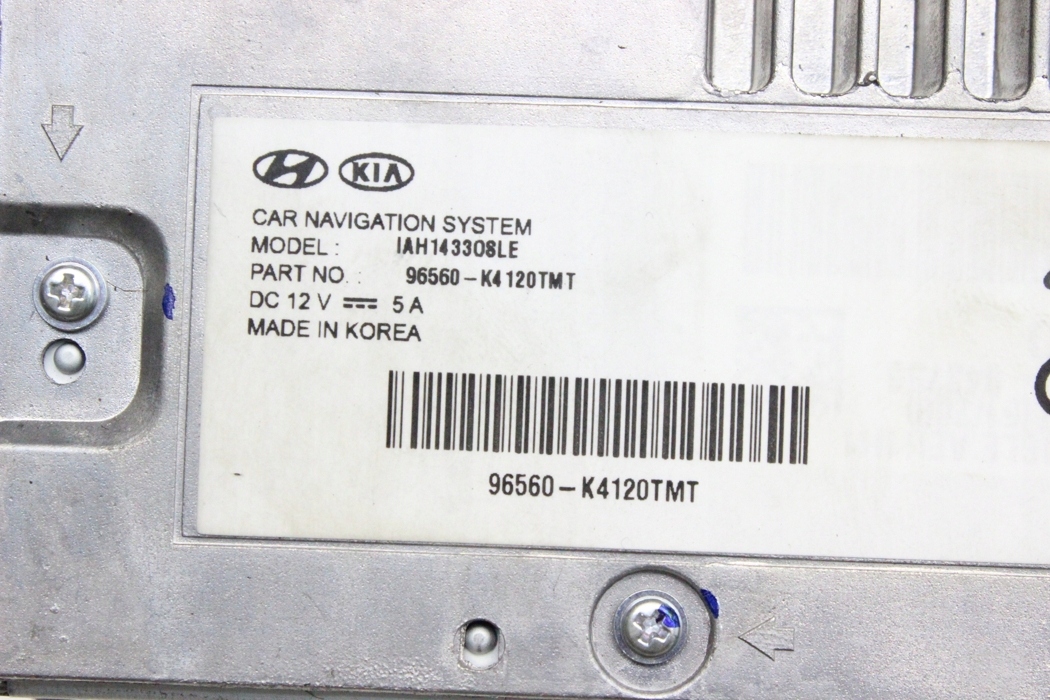 KIA
CAR NAVIGATION SYSTEM
MODEL : IAH143308LE
PART NO. : 96560-K4120TMT
DC 12 V ⎓ 5 A
MADE IN KOREA
96560-K4120TMT